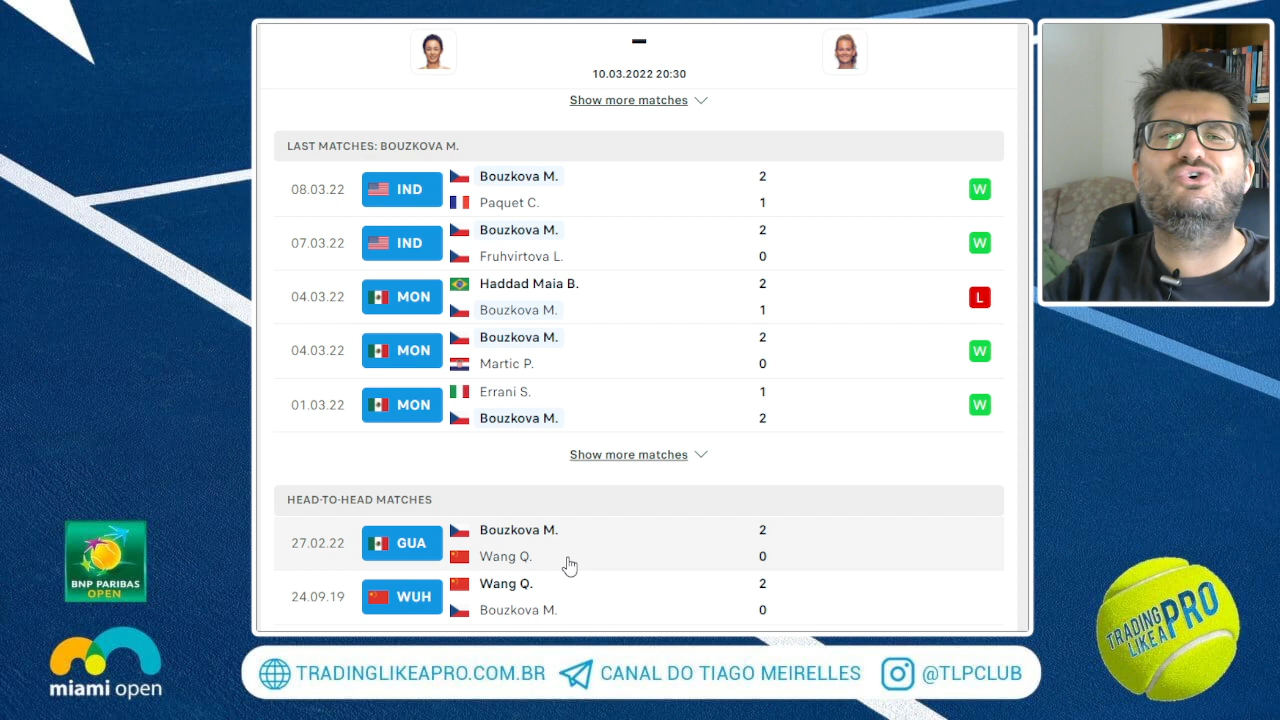 10.03.2022 20:30
Show more matches
LAST MATCHES: BOUZKOVA M.
08.03.22 IND Bouzkova M. 2 W
Paquet C. 1
07.03.22 IND Bouzkova M. 2 W
Fruhvirtova L. 0
04.03.22 MON Haddad Maia B. 2 L
Bouzkova M. 1
04.03.22 MON Bouzkova M. 2 W
Martic P. 0
01.03.22 MON Errani S. 1 W
Bouzkova M. 2
Show more matches
HEAD-TO-HEAD MATCHES
27.02.22 GUA Bouzkova M. 2
Wang Q. 0
24.09.19 WUH Wang Q. 2
Bouzkova M. 0
BNP PARIBAS
OPEN
miami open
TRADINGLIKEAPRO.COM.BR CANAL DO TIAGO MEIRELLES @TLPCLUB
TRADING
LIKE A PRO